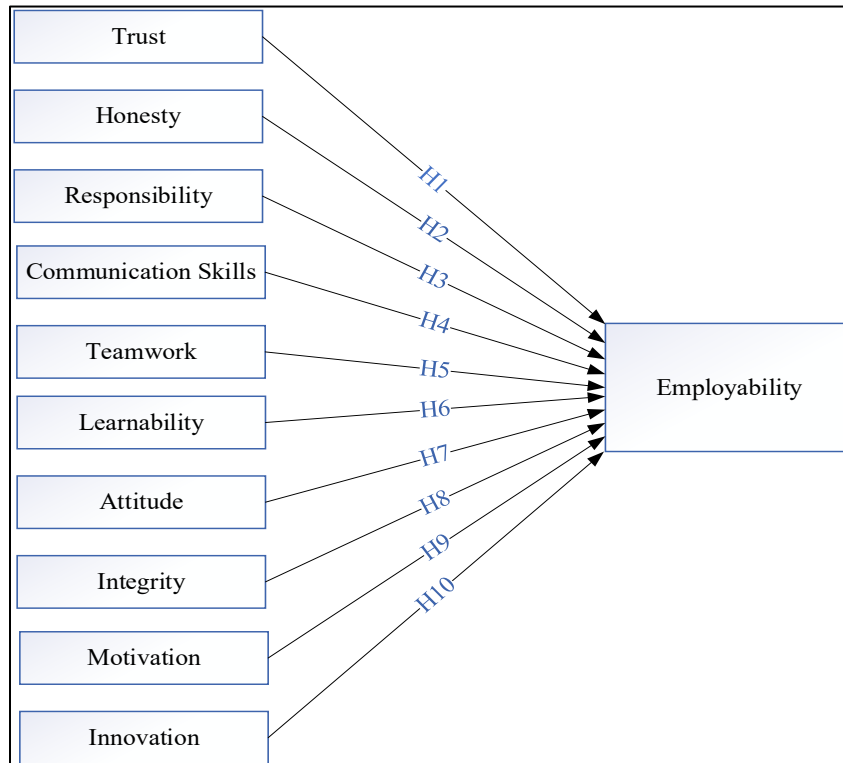 Trust
Honesty
Responsibility
Communication Skills
Teamwork
Learnability
Attitude
Integrity
Motivation
Innovation
H1
H2
H3
H4
H5
H6
H7
H8
H9
H10
Employability